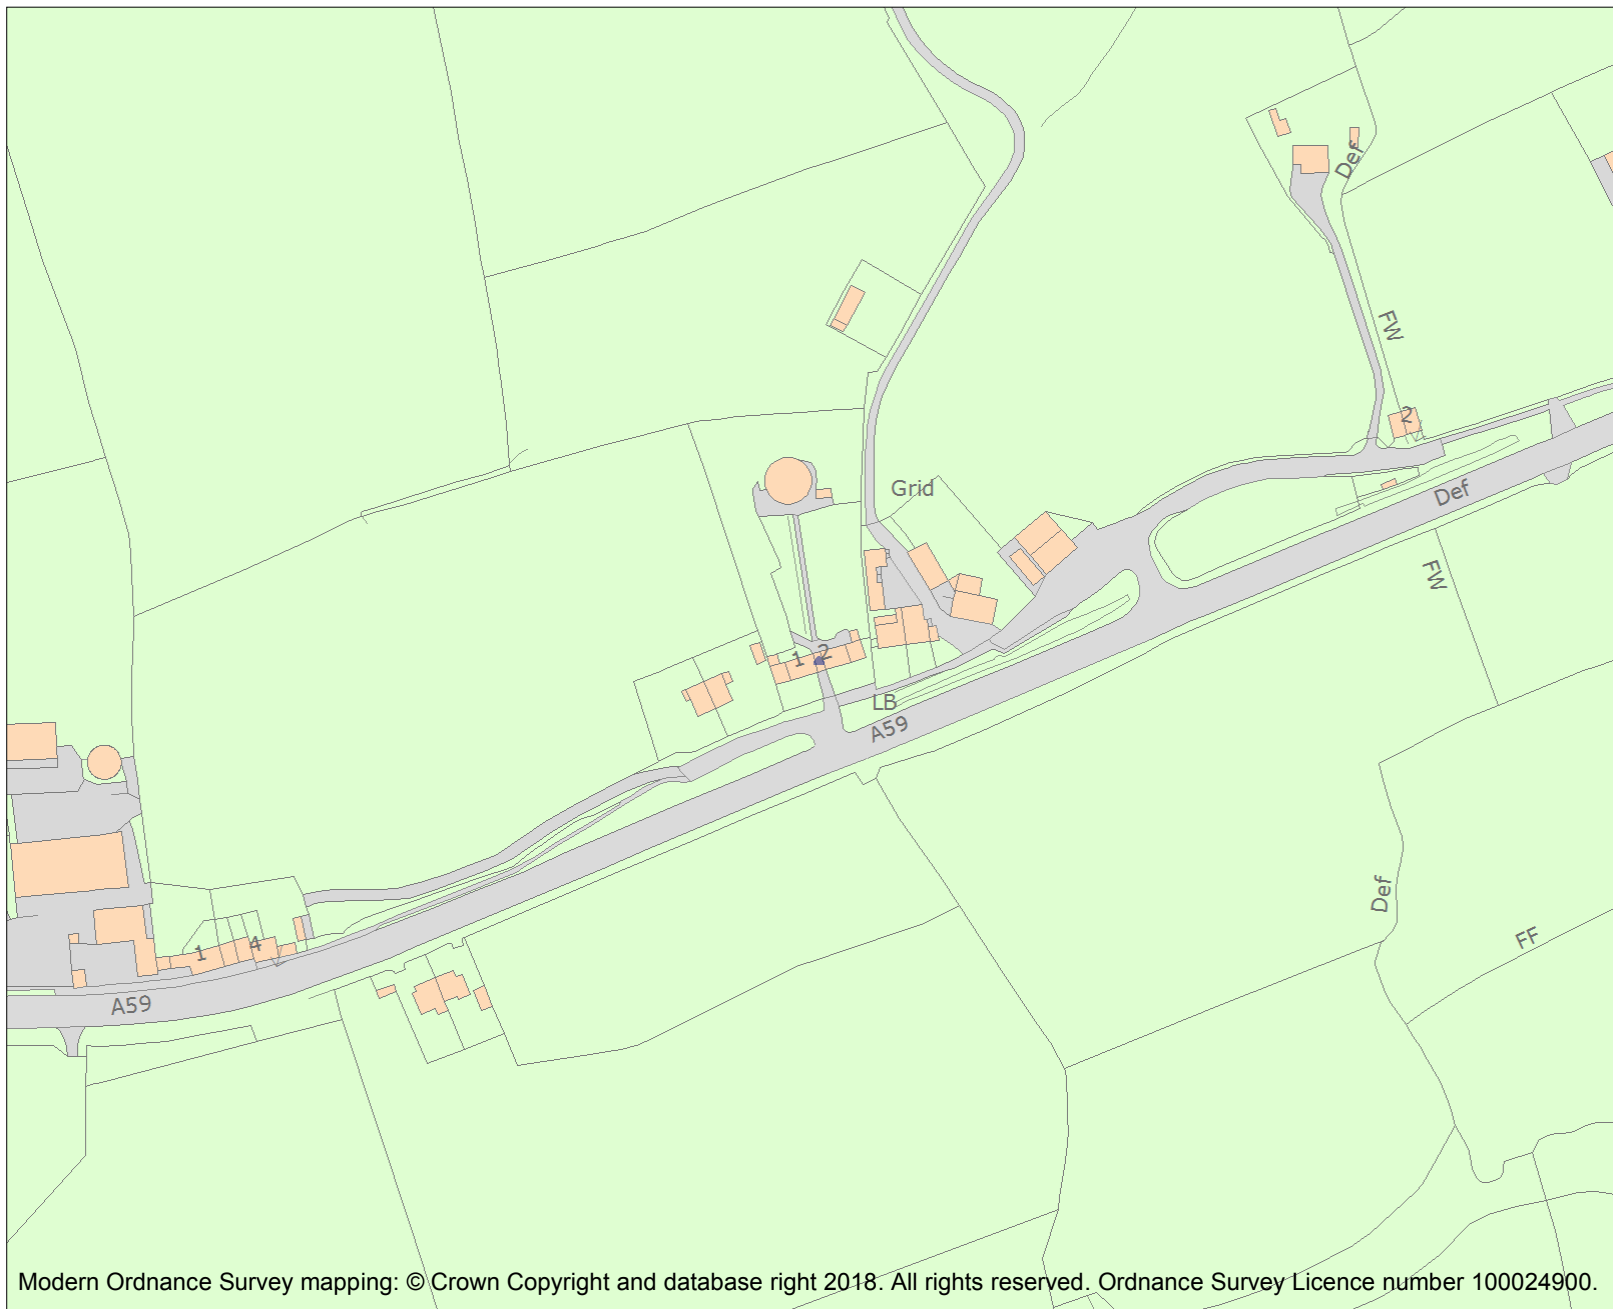 Def
FW
2
Grid
Def
FW
1 2
LB
A59
Def
FF
1 4
A59
Modern Ordnance Survey mapping: © Crown Copyright and database right 2018. All rights reserved. Ordnance Survey Licence number 100024900.